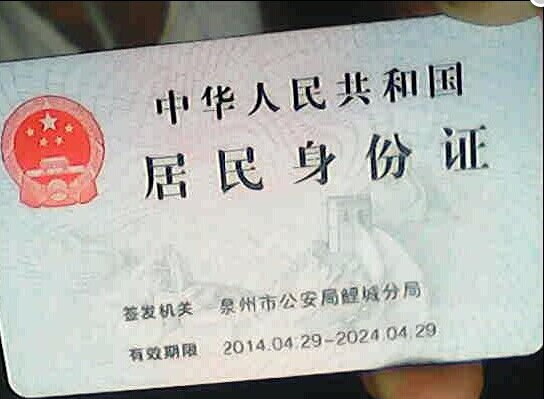 中华人民共和国
居民身份证
签发机关 泉州市公安局鲤城分局
有效期限 2014.04.29-2024.04.29